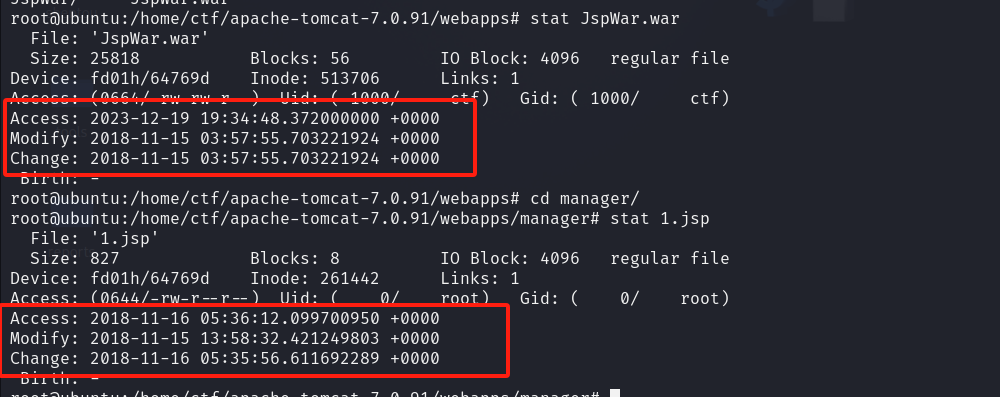 root@ubuntu:/home/ctf/apache-tomcat-7.0.91/webapps# stat JspWar.war
  File: 'JspWar.war'
  Size: 25818           Blocks: 56         IO Block: 4096   regular file
Device: fd01h/64769d    Inode: 513706      Links: 1
Access: (0664/-rw-rw-r--)  Uid: ( 1000/     ctf)   Gid: ( 1000/     ctf)
Access: 2023-12-19 19:34:48.372000000 +0000
Modify: 2018-11-15 03:57:55.703221924 +0000
Change: 2018-11-15 03:57:55.703221924 +0000
 Birth: -
root@ubuntu:/home/ctf/apache-tomcat-7.0.91/webapps# cd manager/
root@ubuntu:/home/ctf/apache-tomcat-7.0.91/webapps/manager# stat 1.jsp
  File: '1.jsp'
  Size: 827             Blocks: 8          IO Block: 4096   regular file
Device: fd01h/64769d    Inode: 261442      Links: 1
Access: (0644/-rw-r--r--)  Uid: (    0/    root)   Gid: (    0/    root)
Access: 2018-11-16 05:36:12.099700950 +0000
Modify: 2018-11-15 13:58:32.421249803 +0000
Change: 2018-11-16 05:35:56.611692289 +0000
 Birth: -
root@ubuntu:/home/ctf/apache-tomcat-7.0.91/webapps/manager#